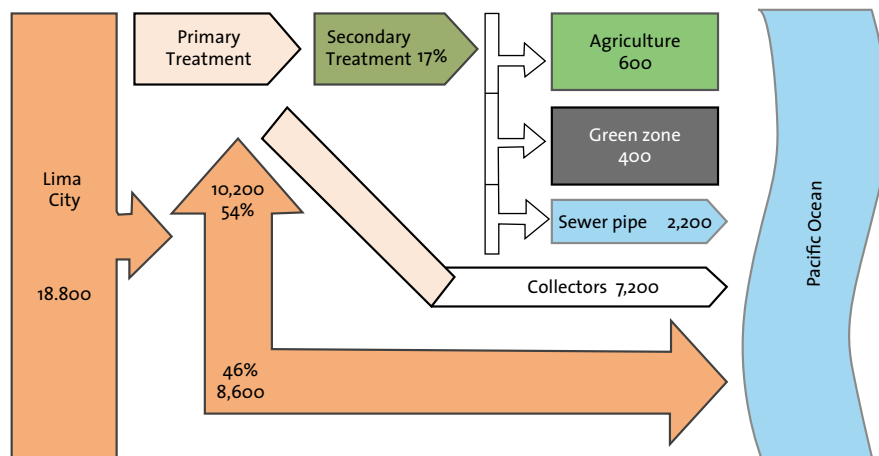 Primary
Treatment
Secondary
Treatment 17%
Agriculture
600
Green zone
400
Sewer pipe 2,200
Collectors 7,200
Lima
City
18.800
10,200
54%
46%
8,600
Pacific Ocean